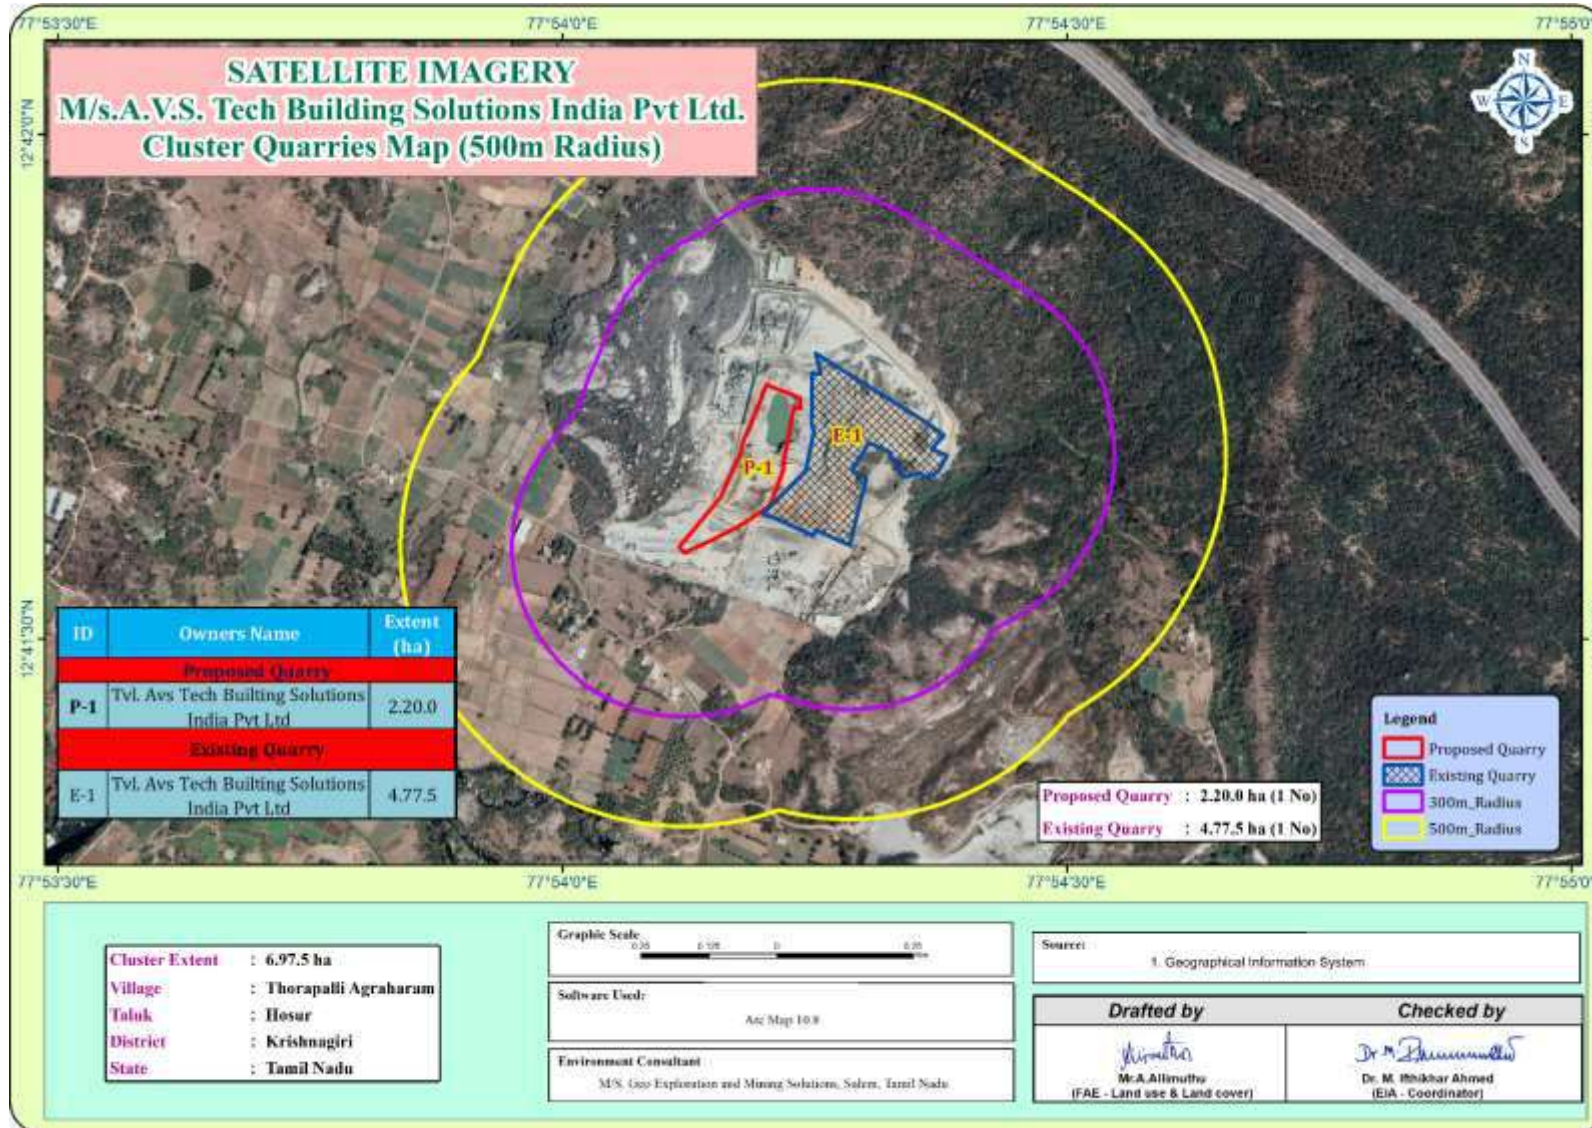 77°53'30"E 77°54'0"E 77°54'30"E 77°55'0"
SATELLITE IMAGERY
M/s.A.V.S. Tech Building Solutions India Pvt Ltd.
Cluster Quarries Map (500m Radius)
N
W E
S
12°42'0"N
12°41'30"N
E-1
P-1
ID Owners Name Extent (ha)
Proposed Quarry
P-1 Tvl. Avs Tech Builting Solutions India Pvt Ltd 2.20.0
Existing Quarry
E-1 Tvl. Avs Tech Builting Solutions India Pvt Ltd 4.77.5
Proposed Quarry : 2.20.0 ha (1 No)
Existing Quarry : 4.77.5 ha (1 No)
Legend
Proposed Quarry
Existing Quarry
300m_Radius
500m_Radius
77°53'30"E 77°54'0"E 77°54'30"E 77°55'0"
Cluster Extent : 6.97.5 ha
Village : Thorapalli Agraharam
Taluk : Hosur
District : Krishnagiri
State : Tamil Nadu
Graphic Scale
0.25 0.125 0 0.25
Software Used:
Arc Map 10.8
Environment Consultant
M/S. Geo Exploration and Mining Solutions, Salem, Tamil Nadu
Source:
1. Geographical Information System
Drafted by Checked by
Mr.A.Allimuthu
(FAE - Land use & Land cover)
Dr. M. Ifthikhar Ahmed
(EIA - Coordinator)